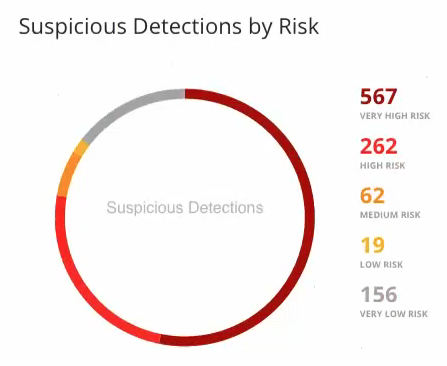 Suspicious Detections by Risk
567
VERY HIGH RISK
262
HIGH RISK
Suspicious Detections
62
MEDIUM RISK
19
LOW RISK
156
VERY LOW RISK